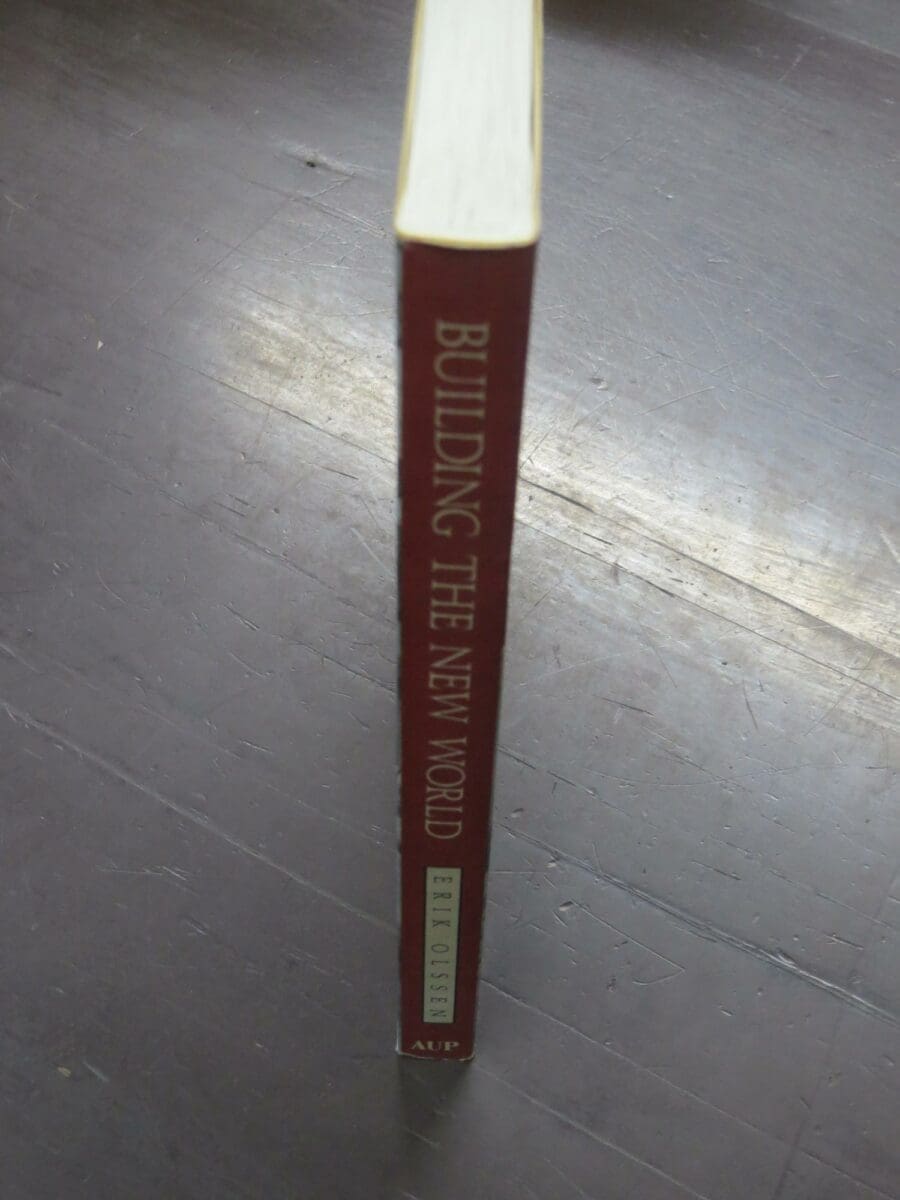 BUILDING THE NEW WORLD
ERIK OLSSEN
AUP